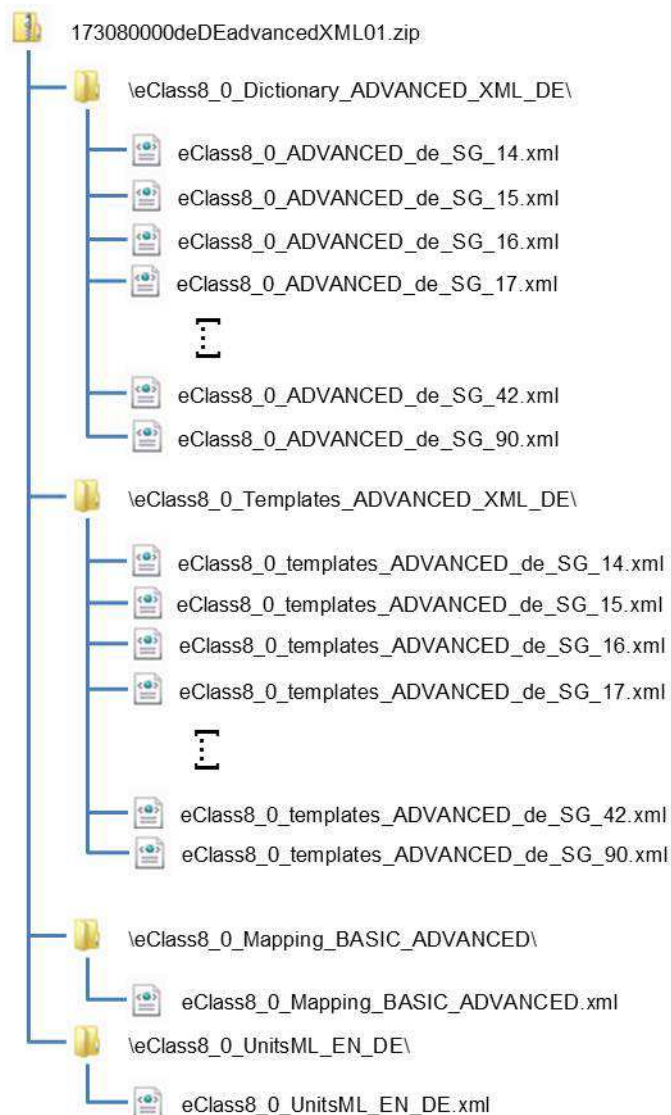 173080000deDEadvancedXML01.zip
\eClass8_0_Dictionary_ADVANCED_XML_DE\
eClass8_0_ADVANCED_de_SG_14.xml
eClass8_0_ADVANCED_de_SG_15.xml
eClass8_0_ADVANCED_de_SG_16.xml
eClass8_0_ADVANCED_de_SG_17.xml
eClass8_0_ADVANCED_de_SG_42.xml
eClass8_0_ADVANCED_de_SG_90.xml
\eClass8_0_Templates_ADVANCED_XML_DE\
eClass8_0_templates_ADVANCED_de_SG_14.xml
eClass8_0_templates_ADVANCED_de_SG_15.xml
eClass8_0_templates_ADVANCED_de_SG_16.xml
eClass8_0_templates_ADVANCED_de_SG_17.xml
eClass8_0_templates_ADVANCED_de_SG_42.xml
eClass8_0_templates_ADVANCED_de_SG_90.xml
\eClass8_0_Mapping_BASIC_ADVANCED\
eClass8_0_Mapping_BASIC_ADVANCED.xml
\eClass8_0_UnitsML_EN_DE\
eClass8_0_UnitsML_EN_DE.xml